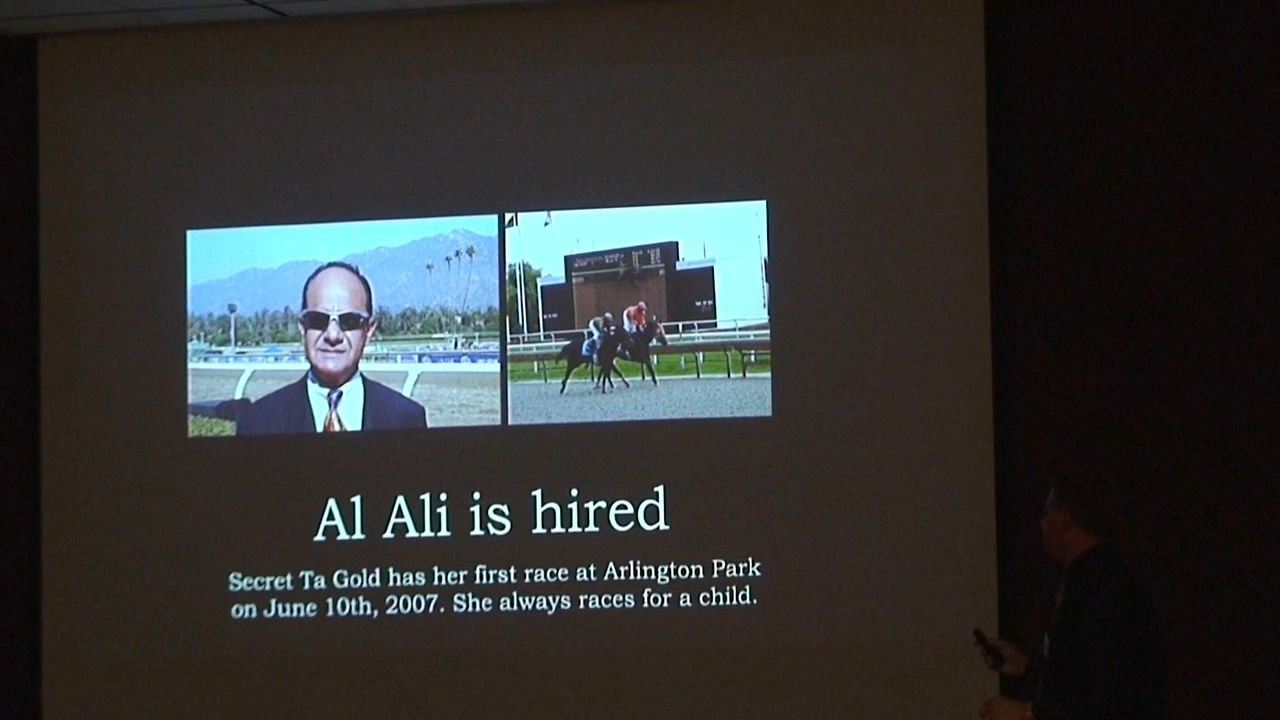 Al Ali is hired
Secret Ta Gold has her first race at Arlington Park
on June 10th, 2007. She always races for a child.